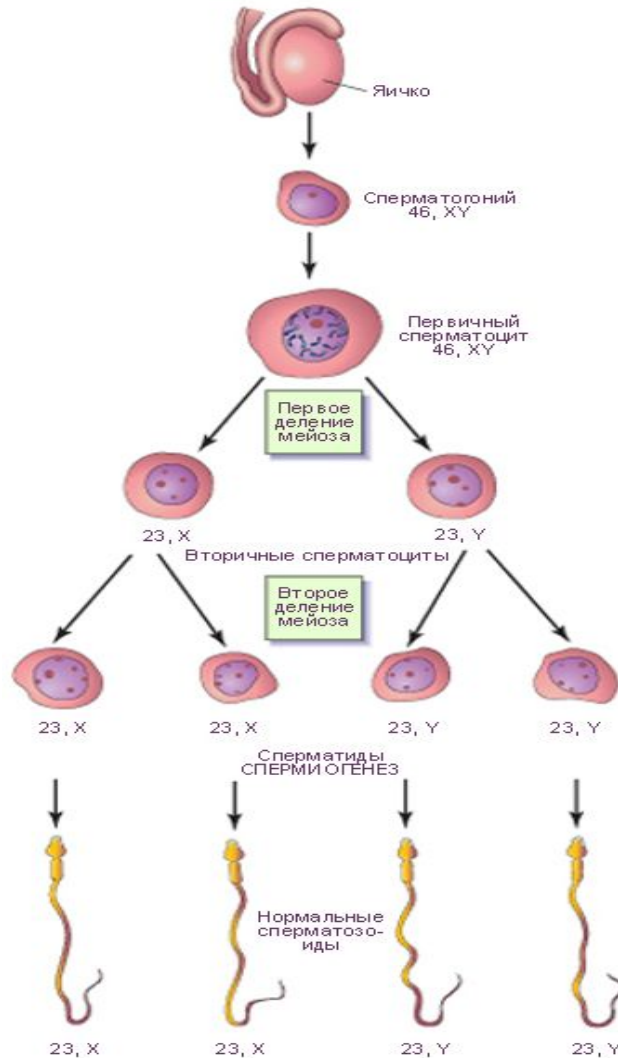 Яичко
Сперматогоний
46, XY
Первичный
сперматоцит
46, XY
Первое
деление
мейоза
23, X
23, Y
Вторичные сперматоциты
Второе
деление
мейоза
23, X
23, X
23, Y
23, Y
Сперматиды
СПЕРМИОГЕНЕЗ
Нормальные
сперматозо-
иды
23, X
23, X
23, Y
23, Y